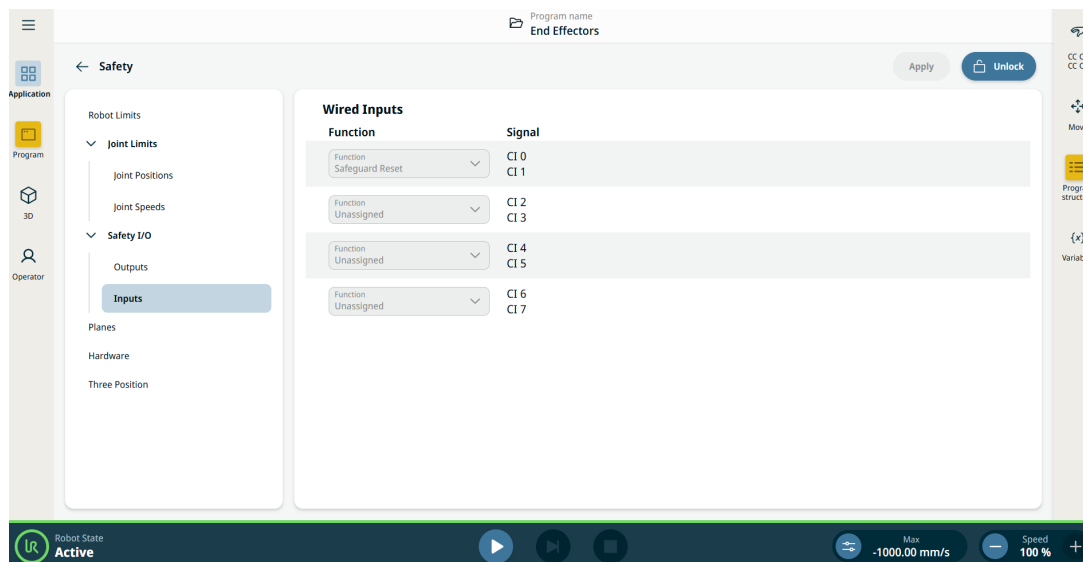 Program name
End Effectors
Application
Program
3D
Operator
Safety
Apply
Unlock
Robot Limits
Joint Limits
Joint Positions
Joint Speeds
Safety I/O
Outputs
Inputs
Planes
Hardware
Three Position
Wired Inputs
Function Signal
Function
Safeguard Reset
CI 0
CI 1
Function
Unassigned
CI 2
CI 3
Function
Unassigned
CI 4
CI 5
Function
Unassigned
CI 6
CI 7
{x}
Robot State
Active
Max
-1000.00 mm/s
Speed
100 %